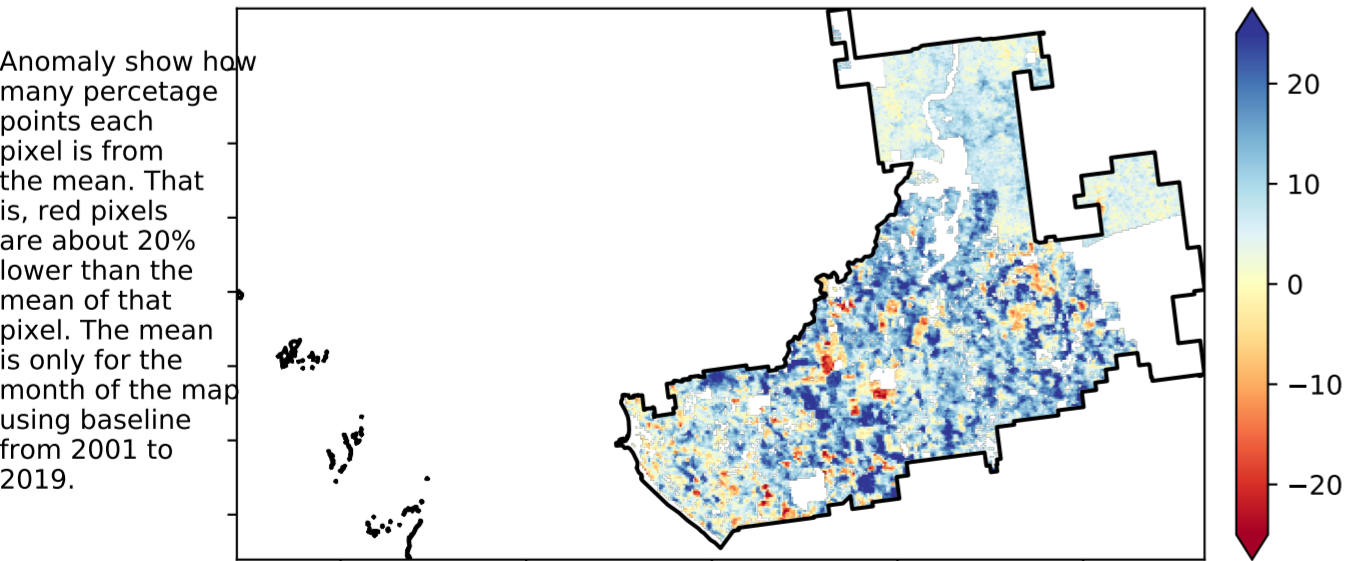 Anomaly show how
many percetage
points each
pixel is from
the mean. That
is, red pixels
are about 20%
lower than the
mean of that
pixel. The mean
is only for the
month of the map
using baseline
from 2001 to
2019.
20
10
0
−10
−20